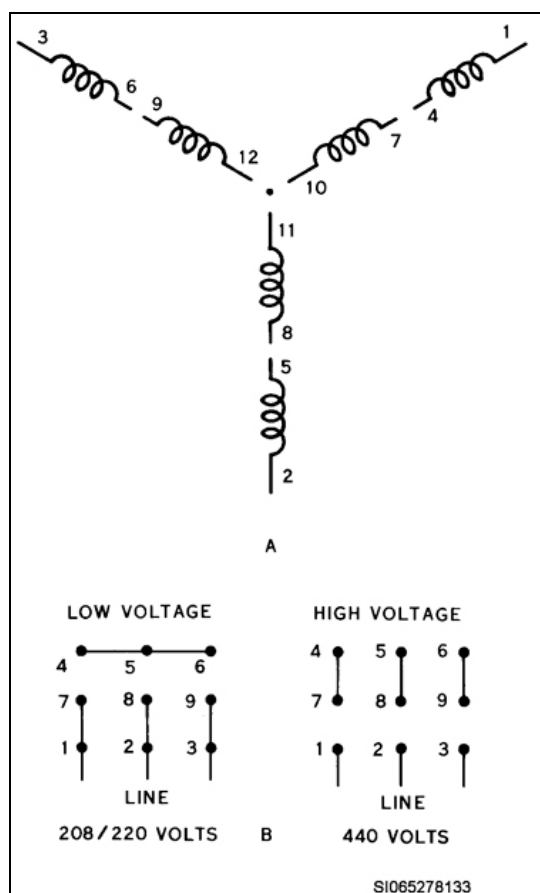 3 1
6 9 4
12 7
10
11
8
5
2
A
LOW VOLTAGE HIGH VOLTAGE
4 5 6 4 5 6
7 8 9 7 8 9
1 2 3 1 2 3
LINE LINE
208/220 VOLTS B 440 VOLTS
SI065278133